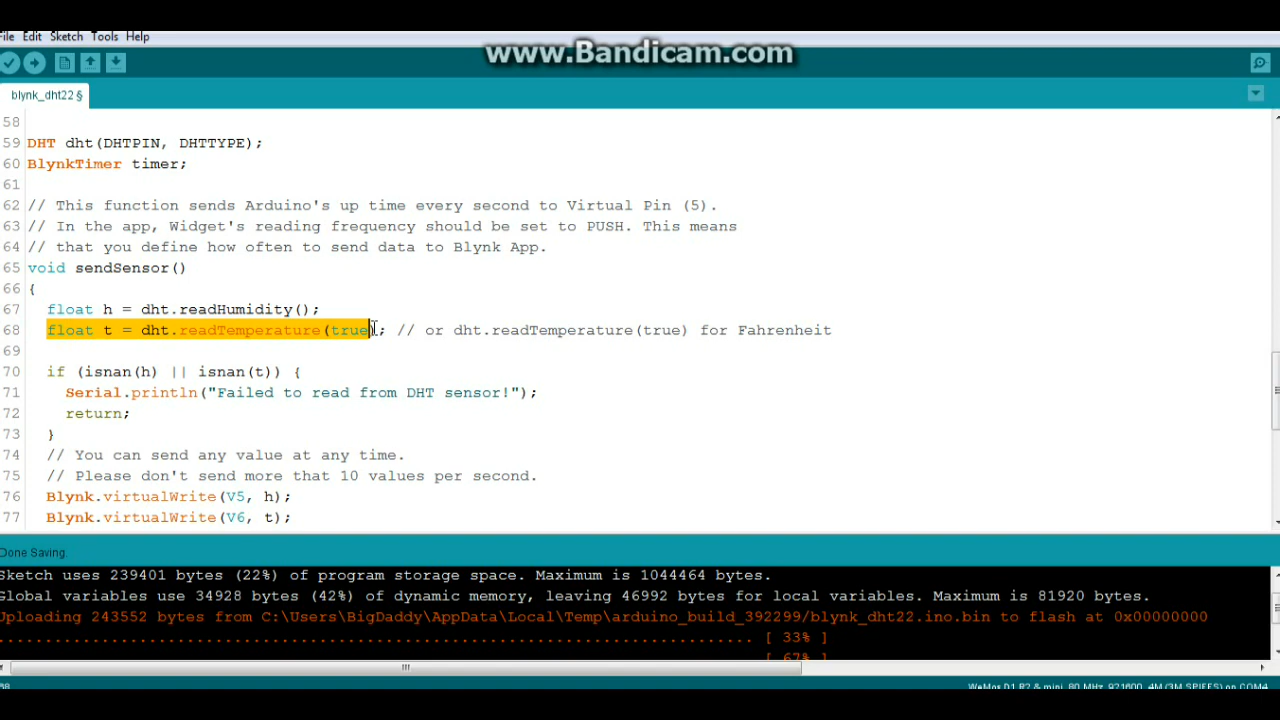 www.Bandicam.com
File Edit Sketch Tools Help
blynk_dht22 §
58
59 DHT dht(DHTPIN, DHTTYPE);
60 BlynkTimer timer;
61
62 // This function sends Arduino's up time every second to Virtual Pin (5).
63 // In the app, Widget's reading frequency should be set to PUSH. This means
64 // that you define how often to send data to Blynk App.
65 void sendSensor()
66 {
67 float h = dht.readHumidity();
68 float t = dht.readTemperature(true); // or dht.readTemperature(true) for Fahrenheit
69
70 if (isnan(h) || isnan(t)) {
71 Serial.println("Failed to read from DHT sensor!");
72 return;
73 }
74 // You can send any value at any time.
75 // Please don't send more that 10 values per second.
76 Blynk.virtualWrite(V5, h);
77 Blynk.virtualWrite(V6, t);
Done Saving.
Sketch uses 239401 bytes (22%) of program storage space. Maximum is 1044464 bytes.
Global variables use 34928 bytes (42%) of dynamic memory, leaving 46992 bytes for local variables. Maximum is 81920 bytes.
Uploading 243552 bytes from C:\Users\BigDaddy\AppData\Local\Temp\arduino_build_392299/blynk_dht22.ino.bin to flash at 0x00000000
................................................................................ [ 33% ]
[ 67% ]
68 WeMos D1 R2 & mini, 80 MHz, 921600, 4M (3M SPIFFS) on COM4